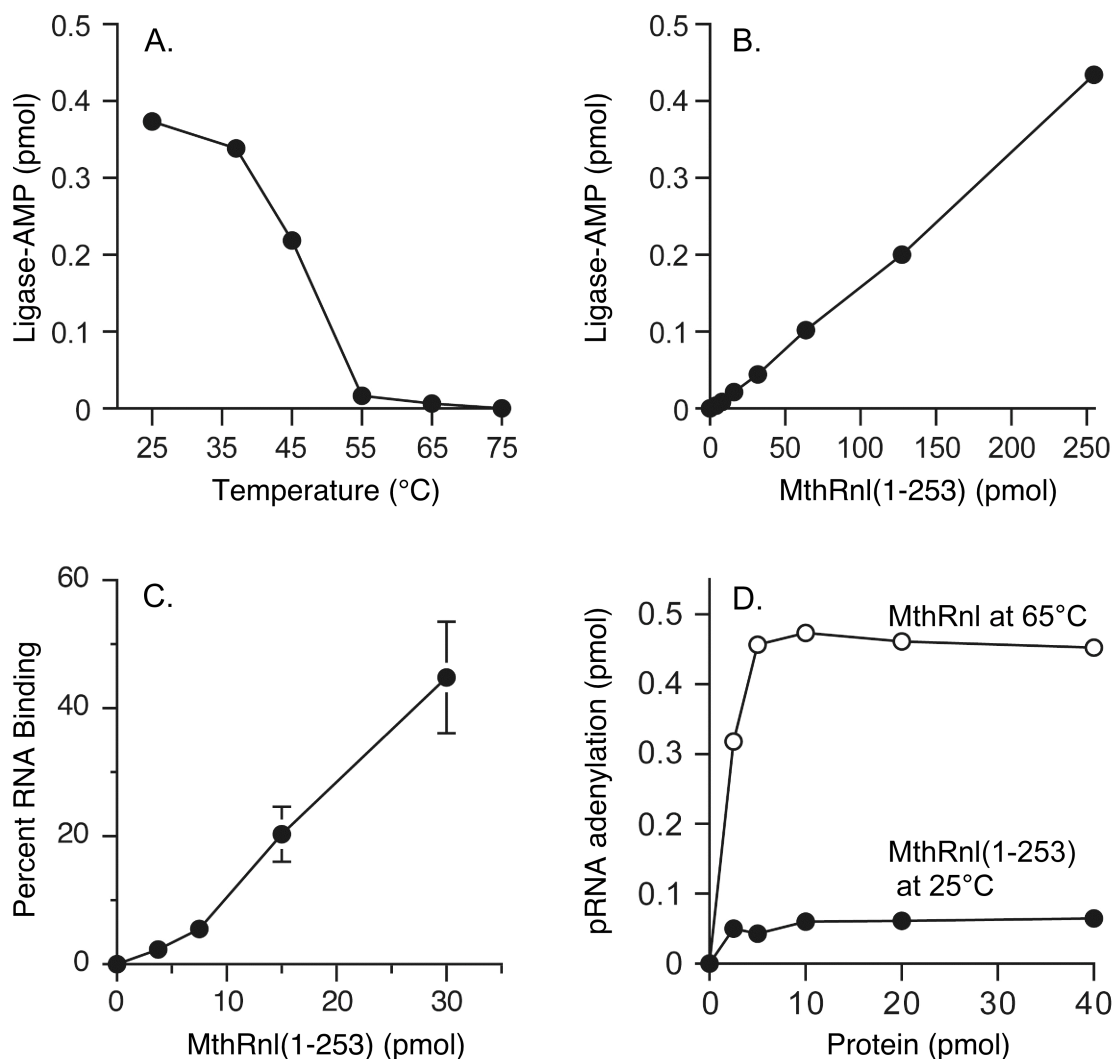 A.
0.5
0.4
0.3
0.2
0.1
0
Ligase-AMP (pmol)
25 35 45 55 65 75
Temperature (°C)
B.
0.5
0.4
0.3
0.2
0.1
0
Ligase-AMP (pmol)
0 50 100 150 200 250
MthRnl(1-253) (pmol)
C.
60
40
20
0
Percent RNA Binding
0 10 20 30
MthRnl(1-253) (pmol)
D.
MthRnl at 65°C
0.5
0.4
0.3
0.2
0.1
0
pRNA adenylation (pmol)
MthRnl(1-253)
at 25°C
0 10 20 30 40
Protein (pmol)